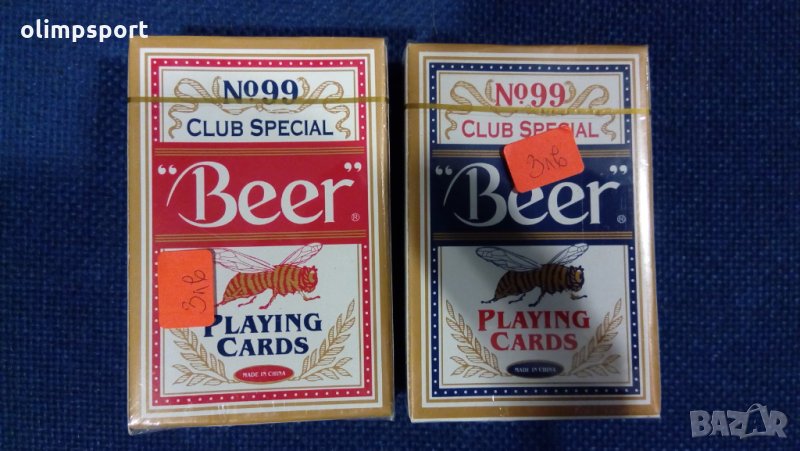 olimpsport
No99
CLUB SPECIAL
"Beer"®
3лв
PLAYING
CARDS
MADE IN CHINA
No99
CLUB SPECIAL
3лв
"Beer"®
PLAYING
CARDS
MADE IN CHINA
BAZAR